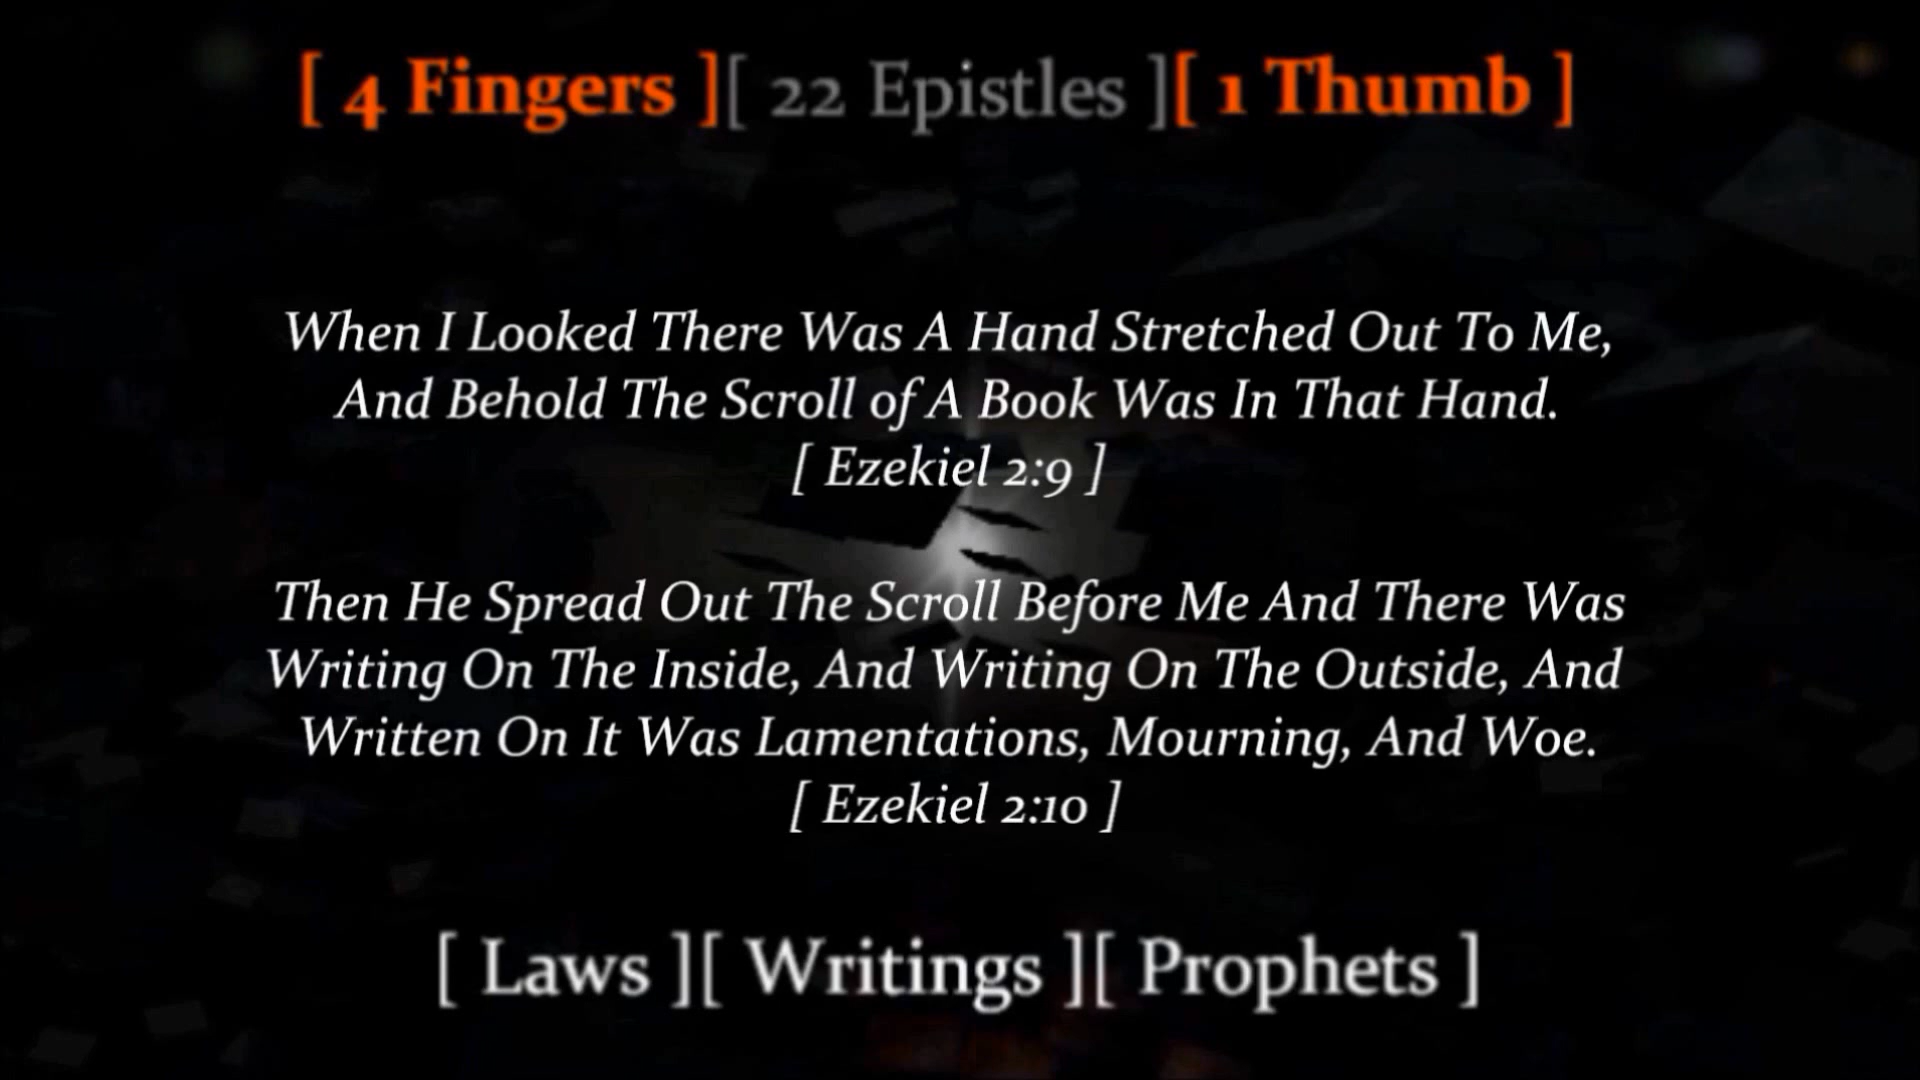 [ 4 Fingers ][ 22 Epistles ][ 1 Thumb ]
When I Looked There Was A Hand Stretched Out To Me,
And Behold The Scroll of A Book Was In That Hand.
[ Ezekiel 2:9 ]
Then He Spread Out The Scroll Before Me And There Was
Writing On The Inside, And Writing On The Outside, And
Written On It Was Lamentations, Mourning, And Woe.
[ Ezekiel 2:10 ]
[ Laws ][ Writings ][ Prophets ]